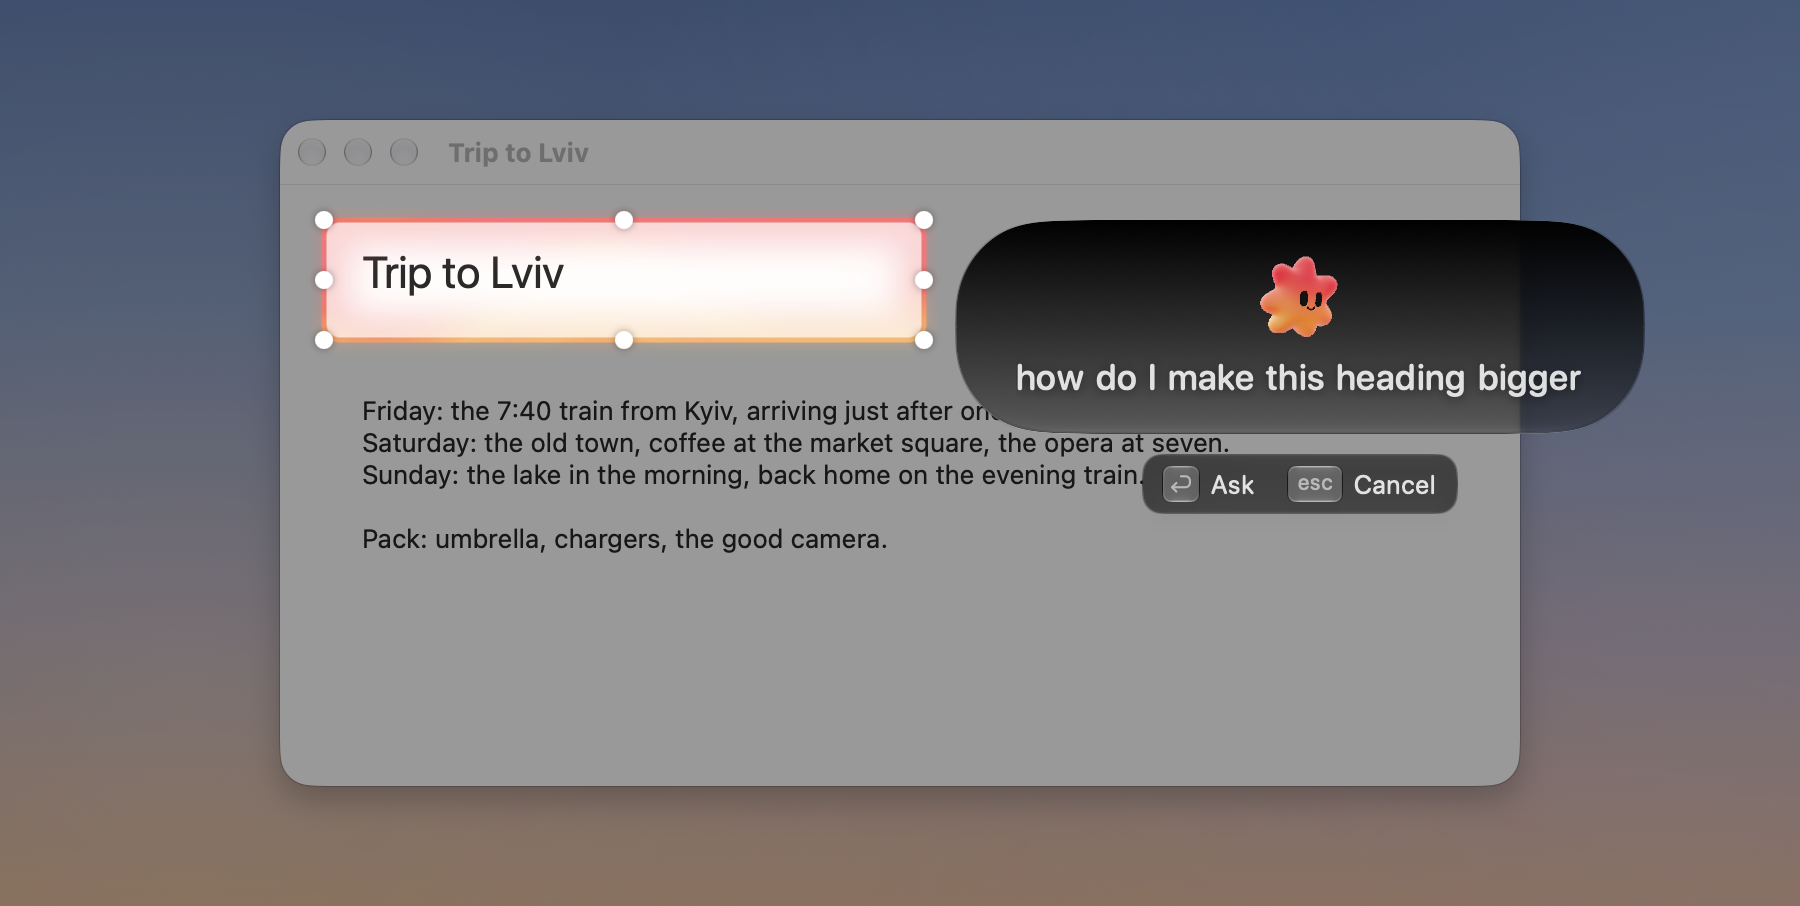 Trip to Lviv
Trip to Lviv
how do I make this heading bigger
Friday: the 7:40 train from Kyiv, arriving just after
Saturday: the old town, coffee at the market square, the opera at seven.
Sunday: the lake in the morning, back home on the evening train.
Ask esc Cancel
Pack: umbrella, chargers, the good camera.